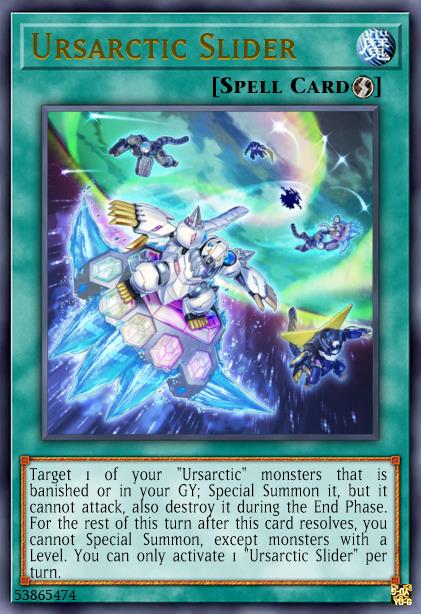 Ursarctic Slider
魔
[Spell Card]
Target 1 of your "Ursarctic" monsters that is
banished or in your GY; Special Summon it, but it
cannot attack, also destroy it during the End Phase.
For the rest of this turn after this card resolves, you
cannot Special Summon, except monsters with a
Level. You can only activate 1 "Ursarctic Slider" per
turn.
53865474